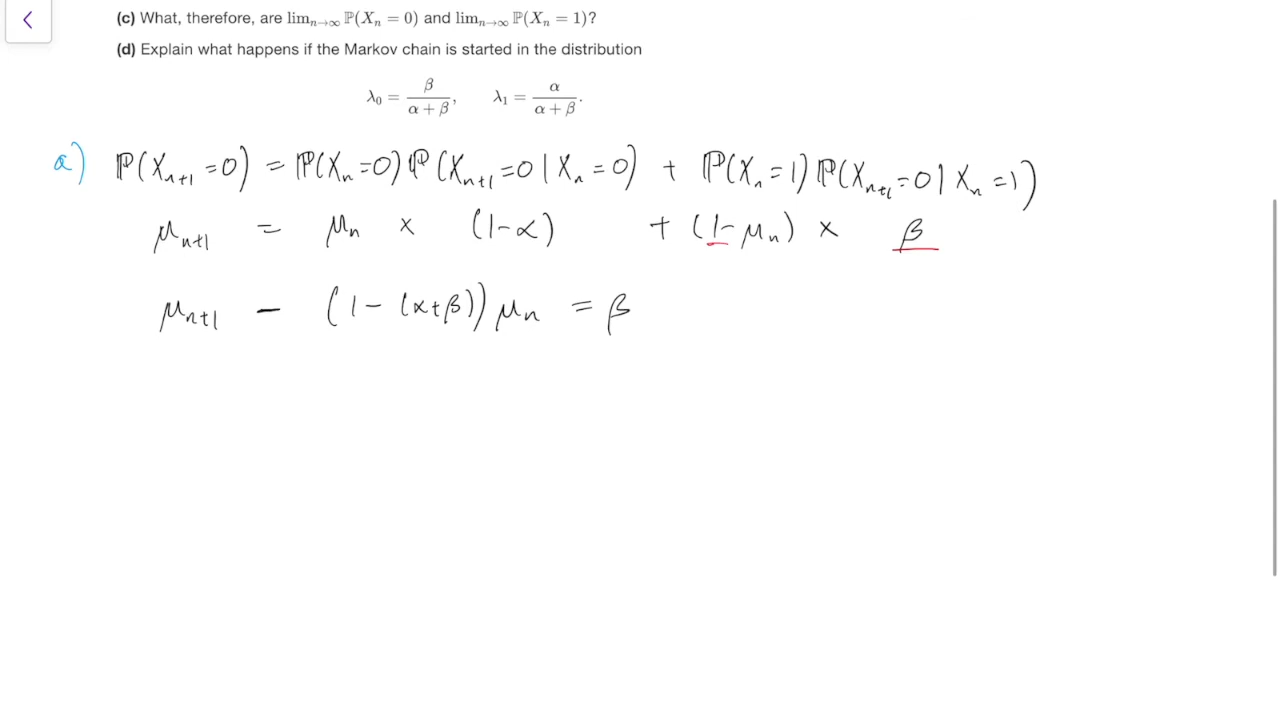 (c) What, therefore, are lim_{n→∞} ℙ(X_n = 0) and lim_{n→∞} ℙ(X_n = 1)?
(d) Explain what happens if the Markov chain is started in the distribution
λ_0 = β/(α + β), λ_1 = α/(α + β).
a) ℙ(X_{n+1} = 0) = ℙ(X_n = 0) ℙ(X_{n+1} = 0 | X_n = 0) + ℙ(X_n = 1) ℙ(X_{n+1} = 0 | X_n = 1)
μ_{n+1} = μ_n × (1-α) + (1-μ_n) × β
μ_{n+1} - (1-(α+β)) μ_n = β